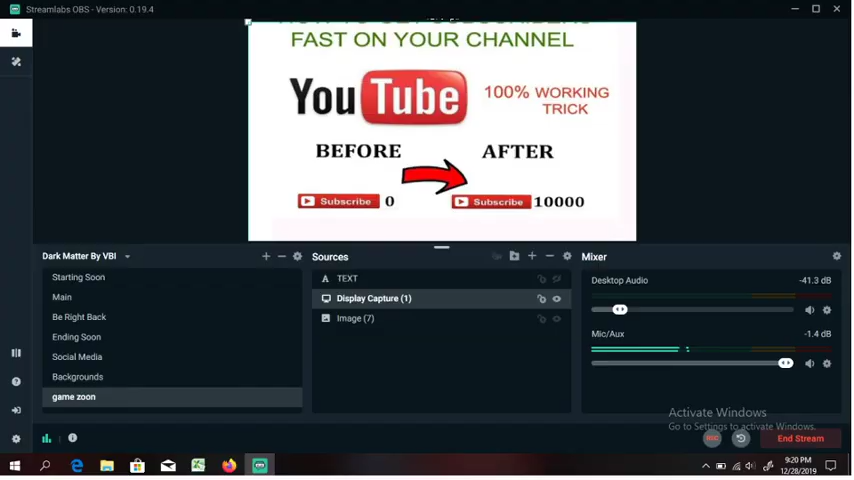 Streamlabs OBS - Version: 0.19.4
FAST ON YOUR CHANNEL
YouTube
100% WORKING
TRICK
BEFORE
AFTER
Subscribe 0
Subscribe 10000
Dark Matter By VBI
Starting Soon
Main
Be Right Back
Ending Soon
Social Media
Backgrounds
game zoon
Sources
TEXT
Display Capture (1)
Image (7)
Mixer
Desktop Audio -41.3 dB
Mic/Aux -1.4 dB
Activate Windows
Go to Settings to activate Windows.
REC
End Stream
9:20 PM
12/28/2019